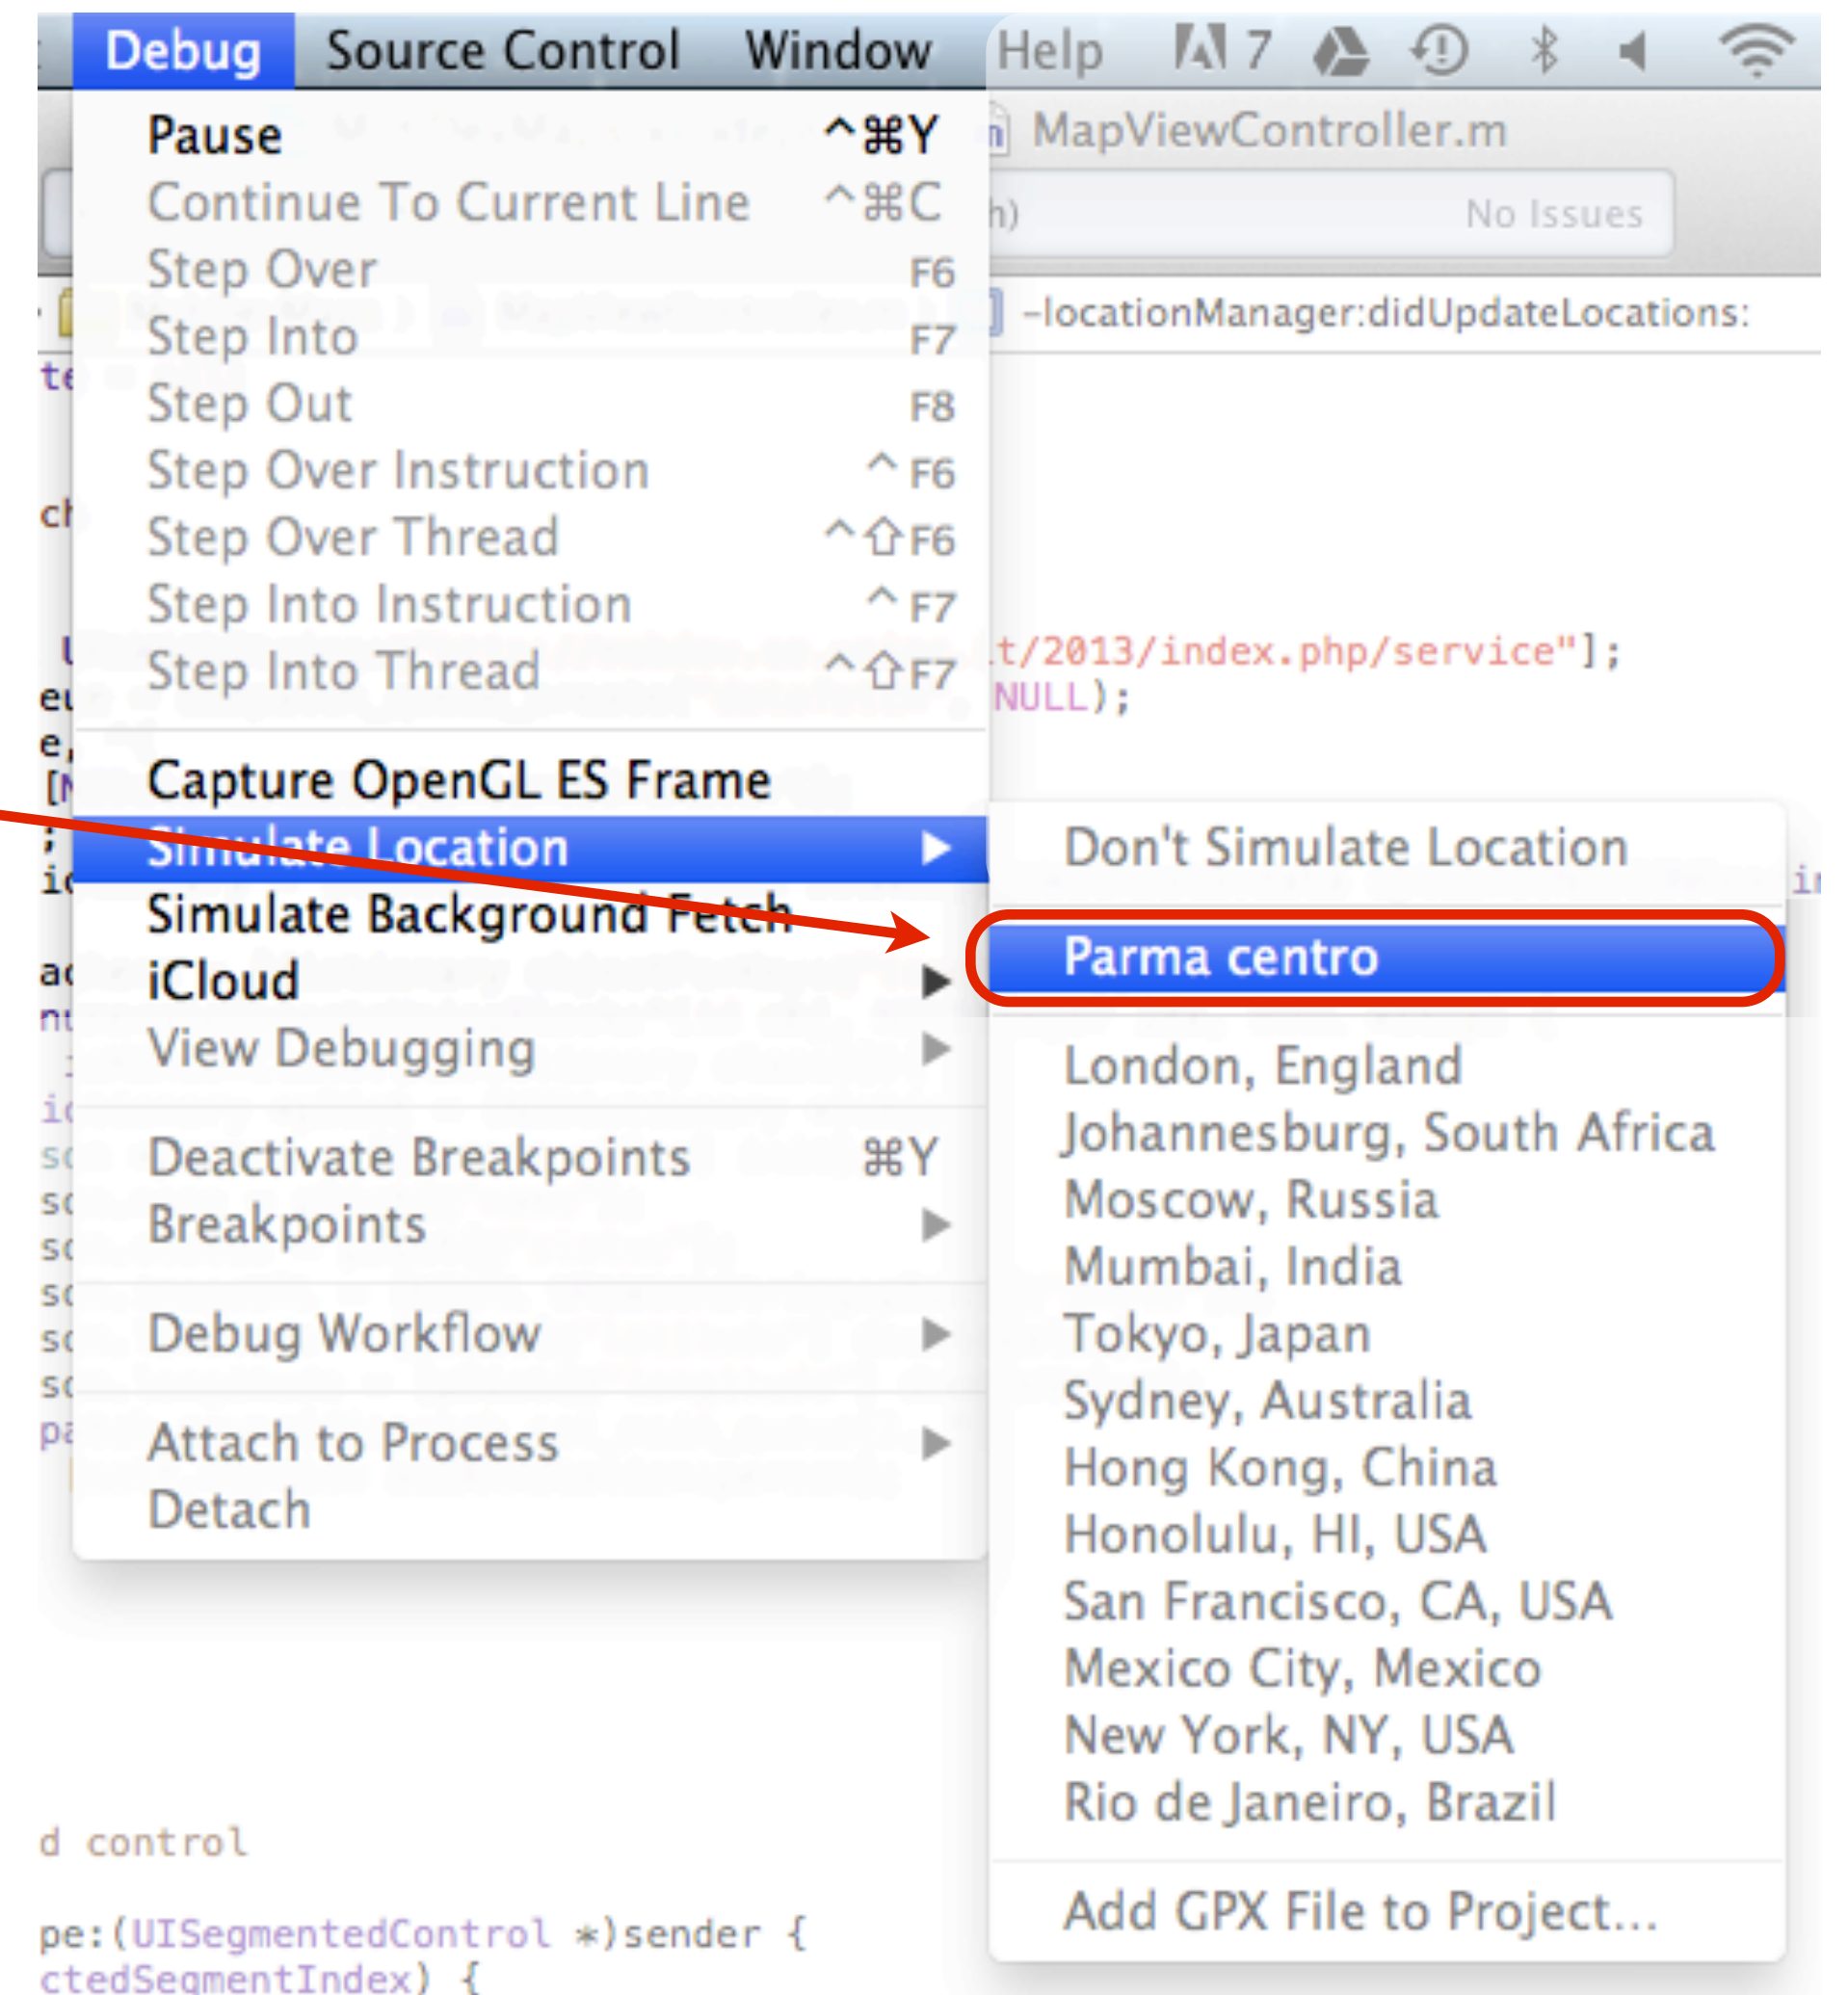 Debug Source Control Window Help 7
Pause ^⌘Y
MapViewController.m
Continue To Current Line ^⌘C
h) No Issues
Step Over F6
-locationManager:didUpdateLocations:
Step Into F7
te
Step Out F8
Step Over Instruction ^F6
ch
Step Over Thread ^⇧F6
Step Into Instruction ^F7
t/2013/index.php/service"];
Step Into Thread ^⇧F7
NULL);
e,
Capture OpenGL ES Frame
Simulate Location ▶
Don't Simulate Location
Simulate Background Fetch
Parma centro
iCloud ▶
View Debugging ▶
London, England
Johannesburg, South Africa
Deactivate Breakpoints ⌘Y
Moscow, Russia
Breakpoints ▶
Mumbai, India
Tokyo, Japan
Debug Workflow ▶
Sydney, Australia
Attach to Process ▶
Hong Kong, China
Detach
Honolulu, HI, USA
San Francisco, CA, USA
Mexico City, Mexico
New York, NY, USA
Rio de Janeiro, Brazil
d control
Add GPX File to Project...
pe:(UISegmentedControl *)sender {
ctedSegmentIndex) {